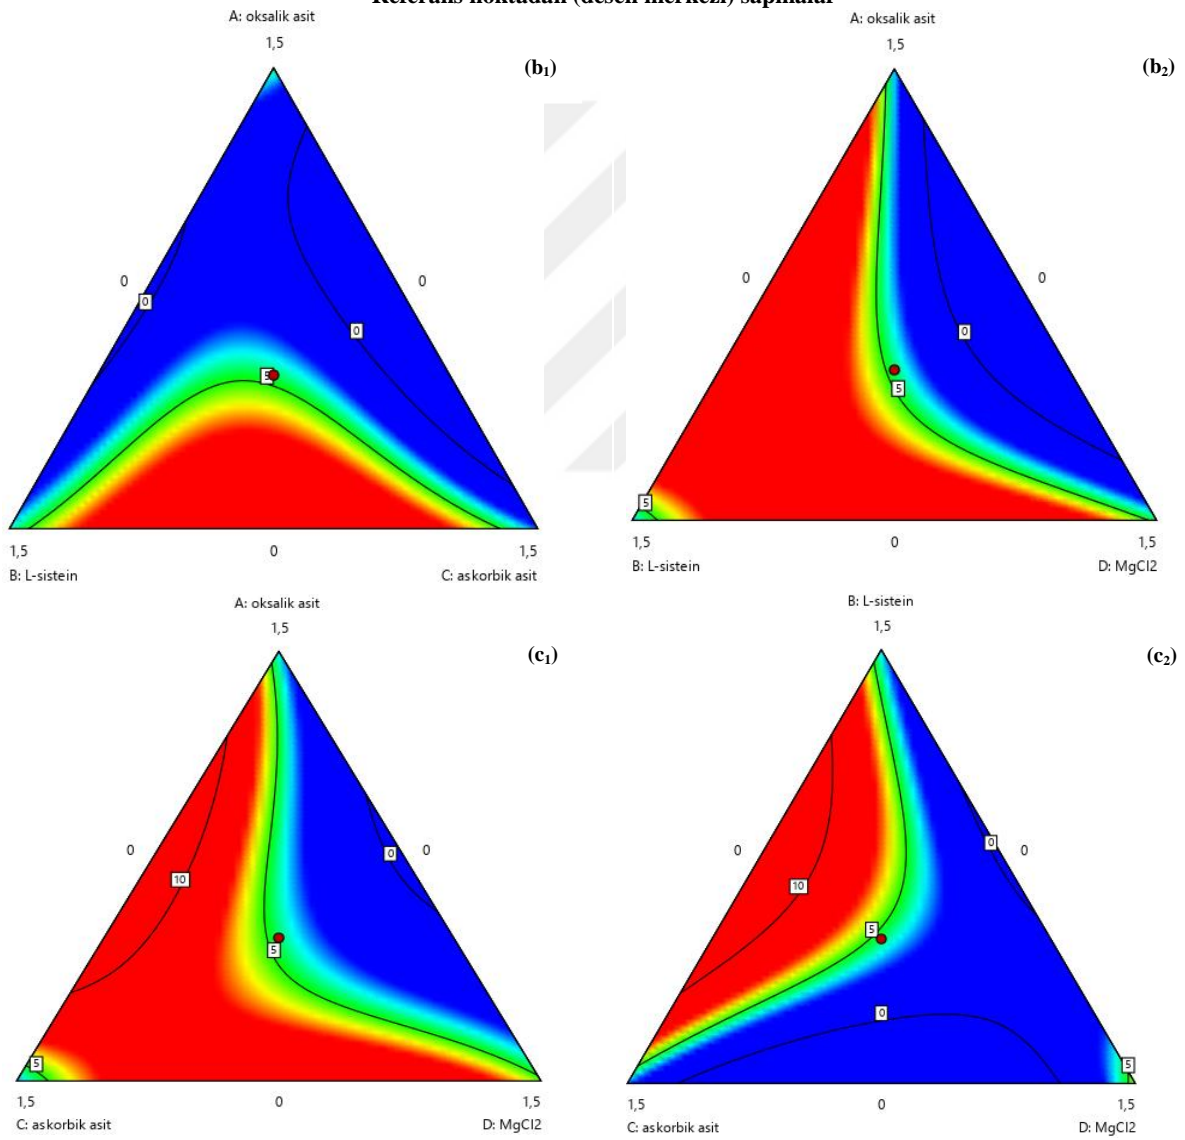 Referans noktadan (desen merkezi) sapmalar
A: oksalik asit
1,5
(b1)
0
0
0
0
5
1,5
0
1,5
B: L-sistein
C: askorbik asit
A: oksalik asit
1,5
(b2)
0
0
0
5
5
1,5
0
1,5
B: L-sistein
D: MgCl2
A: oksalik asit
1,5
(c1)
0
0
0
10
5
5
1,5
0
1,5
C: askorbik asit
D: MgCl2
B: L-sistein
1,5
(c2)
0
0
0
10
5
0
5
1,5
0
1,5
C: askorbik asit
D: MgCl2